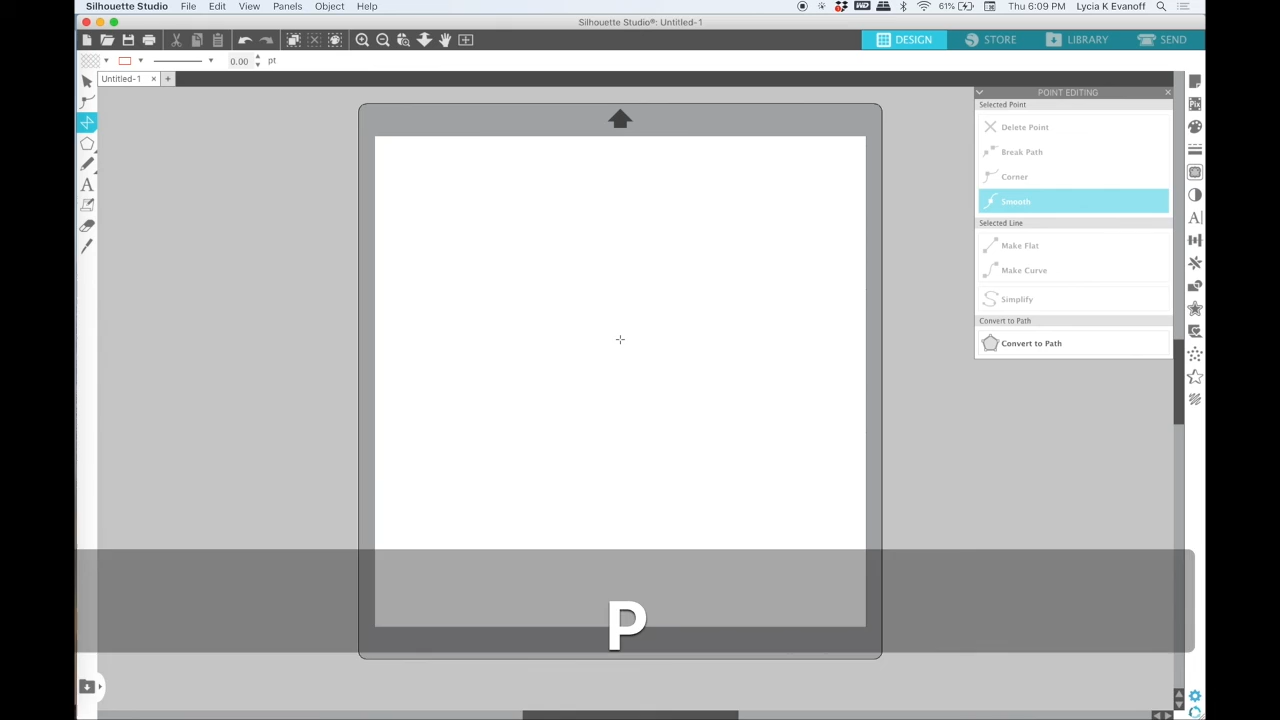 Silhouette Studio File Edit View Panels Object Help
WD 61% Thu 6:09 PM Lycia K Evanoff
Silhouette Studio®: Untitled-1
DESIGN STORE LIBRARY SEND
0.00 pt
Untitled-1 × +
POINT EDITING
Selected Point
Delete Point
Break Path
Corner
Smooth
Selected Line
Make Flat
Make Curve
Simplify
Convert to Path
Convert to Path
Pix
A
A
P